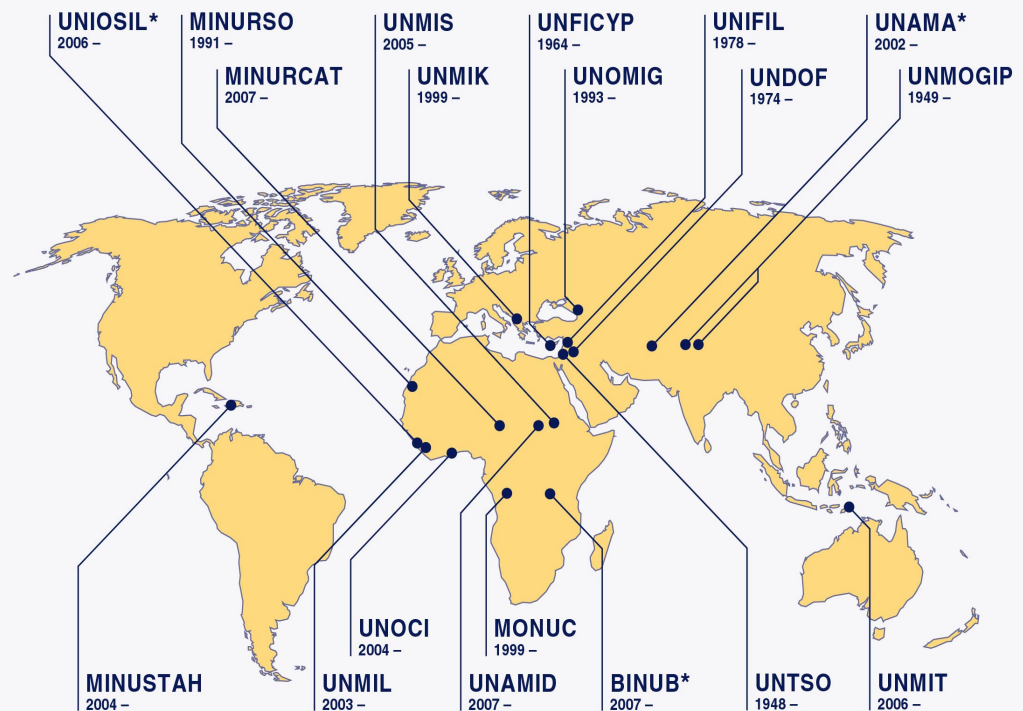 UNIOSIL*
2006 –
MINURSO
1991 –
UNMIS
2005 –
UNFICYP
1964 –
UNIFIL
1978 –
UNAMA*
2002 –
MINURCAT
2007 –
UNMIK
1999 –
UNOMIG
1993 –
UNDOF
1974 –
UNMOGIP
1949 –
UNOCI
2004 –
MONUC
1999 –
MINUSTAH
2004 –
UNMIL
2003 –
UNAMID
2007 –
BINUB*
2007 –
UNTSO
1948 –
UNMIT
2006 –